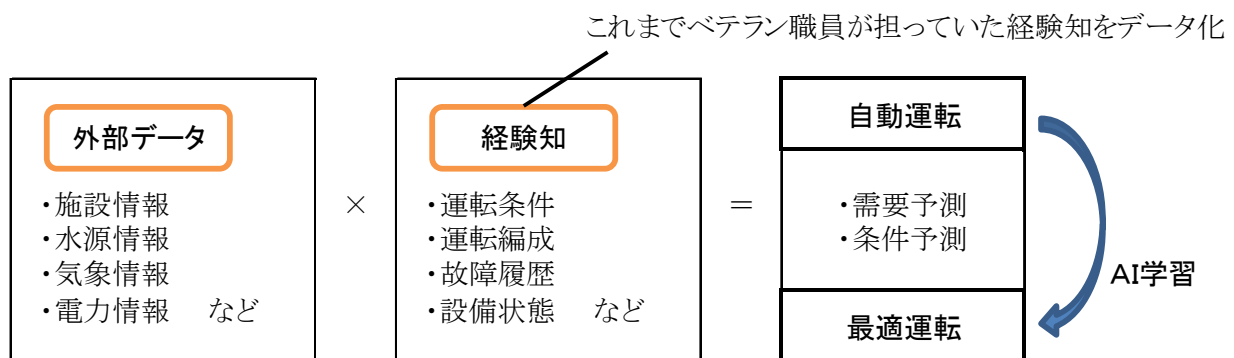 これまでベテラン職員が担っていた経験知をデータ化
外部データ
・施設情報
・水源情報
・気象情報
・電力情報 など
×
経験知
・運転条件
・運転編成
・故障履歴
・設備状態 など
＝
自動運転
・需要予測
・条件予測
最適運転
AI学習